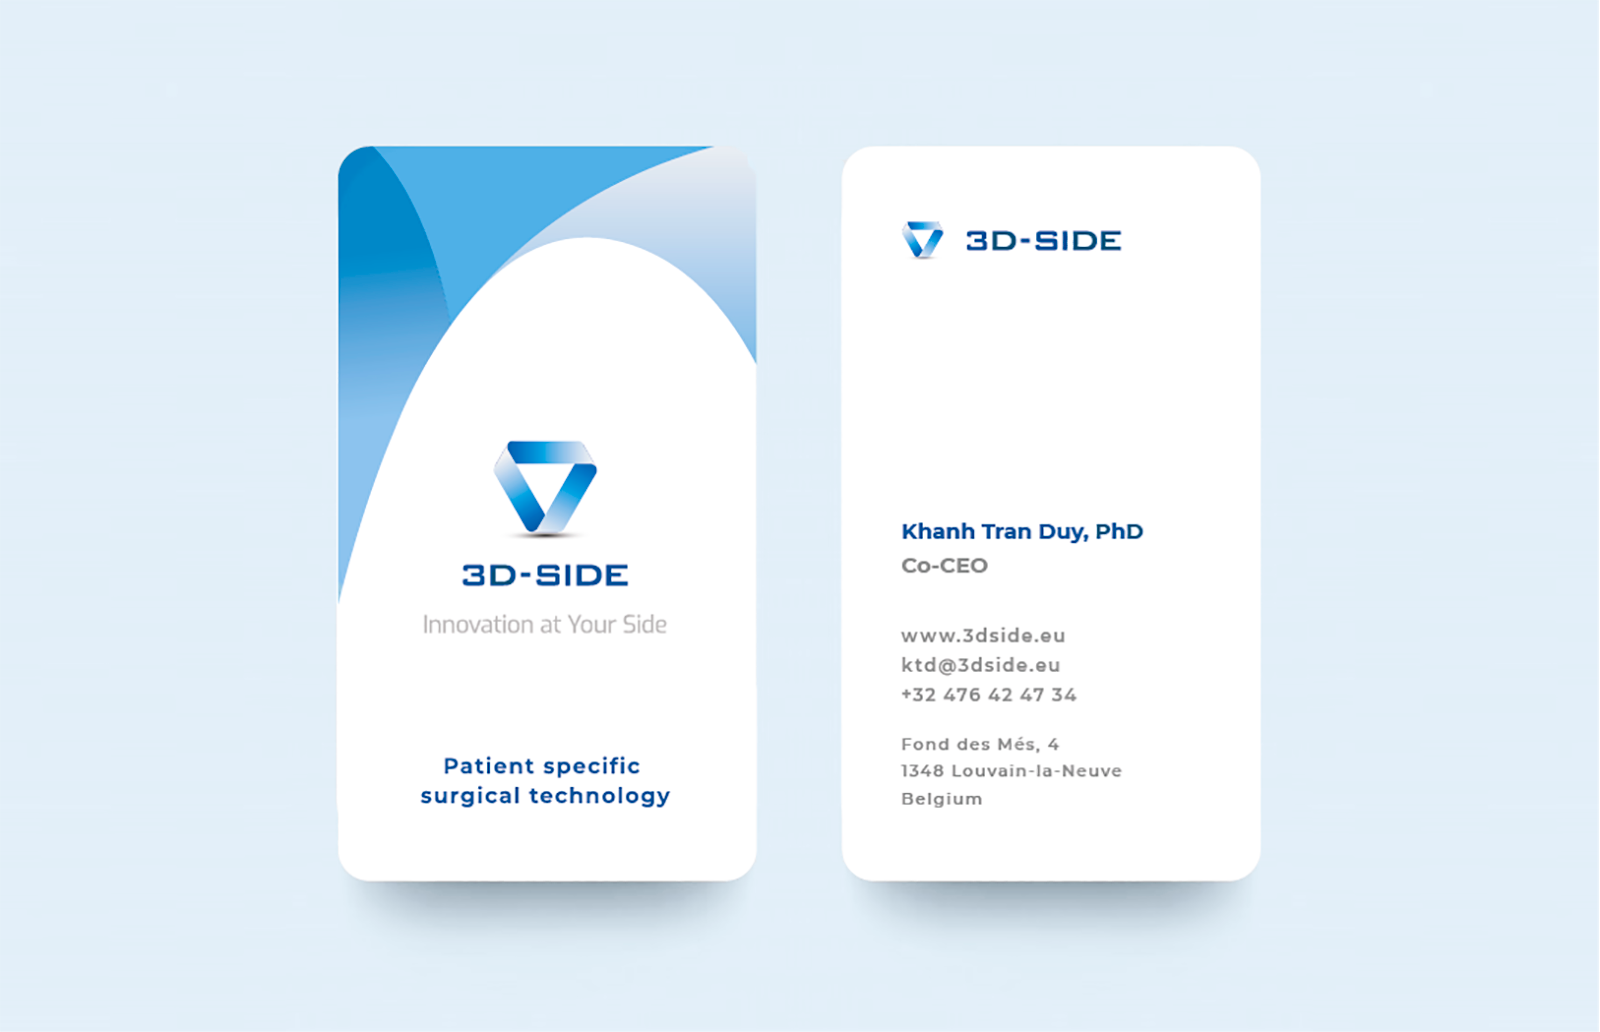 3D-SIDE
Innovation at Your Side
Patient specific
surgical technology
3D-SIDE
Khanh Tran Duy, PhD
Co-CEO
www.3dside.eu
ktd@3dside.eu
+32 476 42 47 34
Fond des Més, 4
1348 Louvain-la-Neuve
Belgium